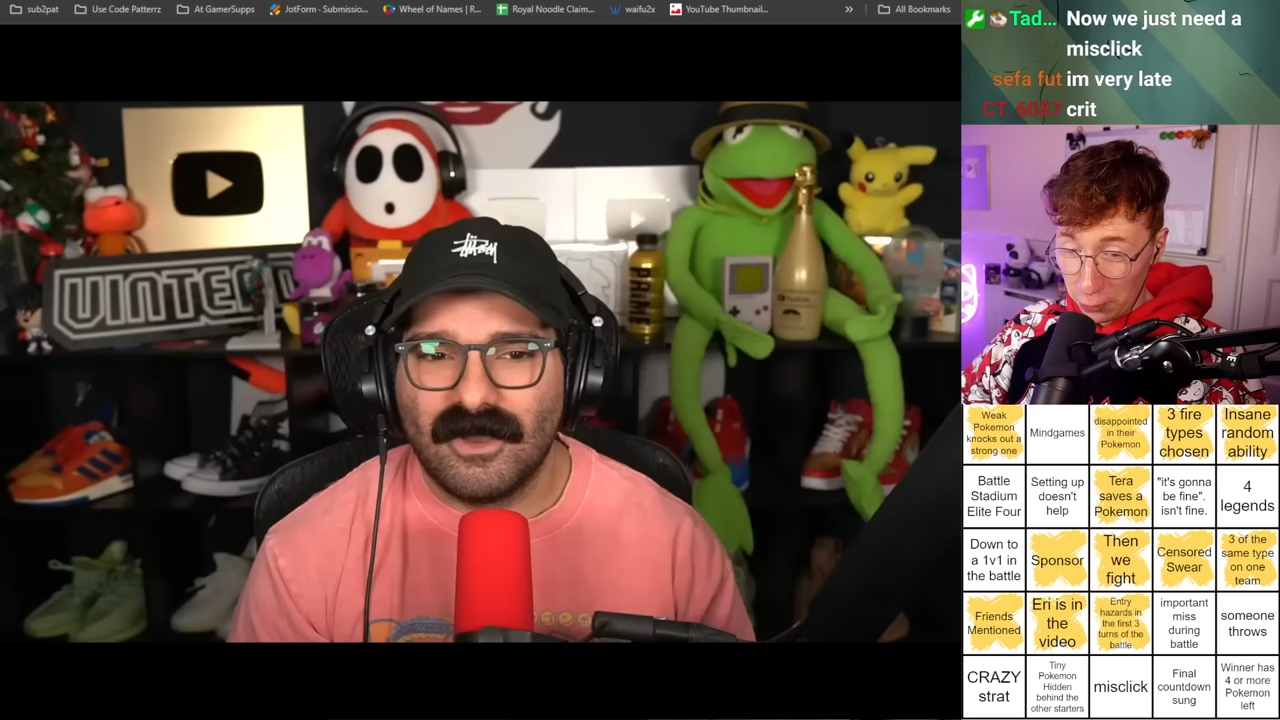 sub2pat
Use Code Patterrz
At GamerSupps
JotForm - Submissio...
Wheel of Names | R...
Royal Noodle Claim...
waifu2x
YouTube Thumbnail...
»
All Bookmarks
Tad... Now we just need a
misclick
sefa fut im very late
CT. 6087 crit
Stüssy
PRIME
Weak
Pokemon
knocks out a
strong one
Mindgames
disappointed
in their
Pokemon
3 fire
types
chosen
Insane
random
ability
Battle
Stadium
Elite Four
Setting up
doesn't
help
Tera
saves a
Pokemon
"it's gonna
be fine".
isn't fine.
4
legends
Down to
a 1v1 in
the battle
Sponsor
Then
we
fight
Censored
Swear
3 of the
same type
on one
team
Friends
Mentioned
Eri is in
the
video
Entry
hazards in
the first 3
turns of the
battle
important
miss
during
battle
someone
throws
CRAZY
strat
Tiny
Pokemon
Hidden
behind the
other starters
misclick
Final
countdown
sung
Winner has
4 or more
Pokemon
left